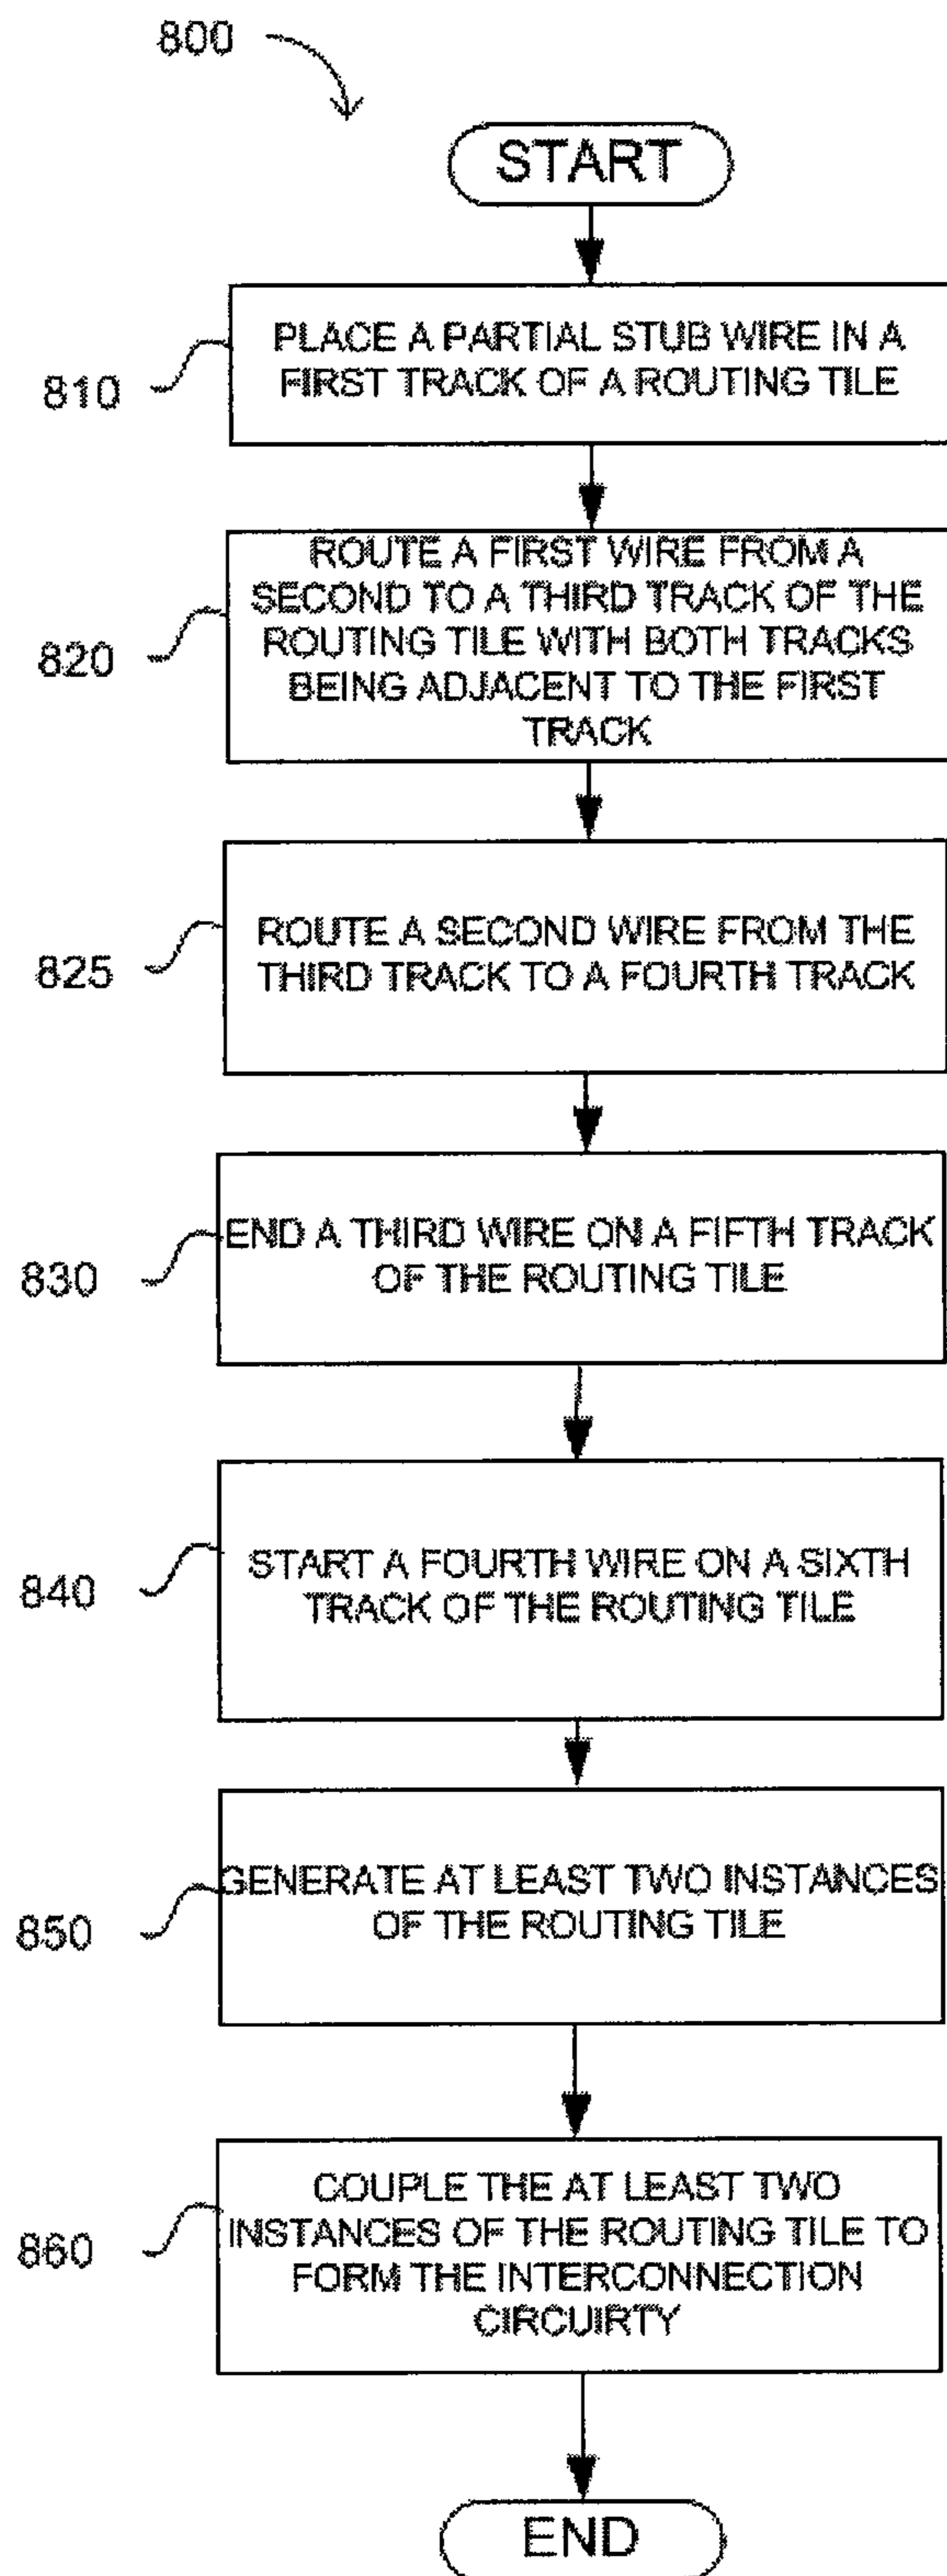 800
START
810
PLACE A PARTIAL STUB WIRE IN A
FIRST TRACK OF A ROUTING TILE
820
ROUTE A FIRST WIRE FROM A
SECOND TO A THIRD TRACK OF THE
ROUTING TILE WITH BOTH TRACKS
BEING ADJACENT TO THE FIRST
TRACK
825
ROUTE A SECOND WIRE FROM THE
THIRD TRACK TO A FOURTH TRACK
830
END A THIRD WIRE ON A FIFTH TRACK
OF THE ROUTING TILE
840
START A FOURTH WIRE ON A SIXTH
TRACK OF THE ROUTING TILE
850
GENERATE AT LEAST TWO INSTANCES
OF THE ROUTING TILE
860
COUPLE THE AT LEAST TWO
INSTANCES OF THE ROUTING TILE TO
FORM THE INTERCONNECTION
CIRCUIRTY
END